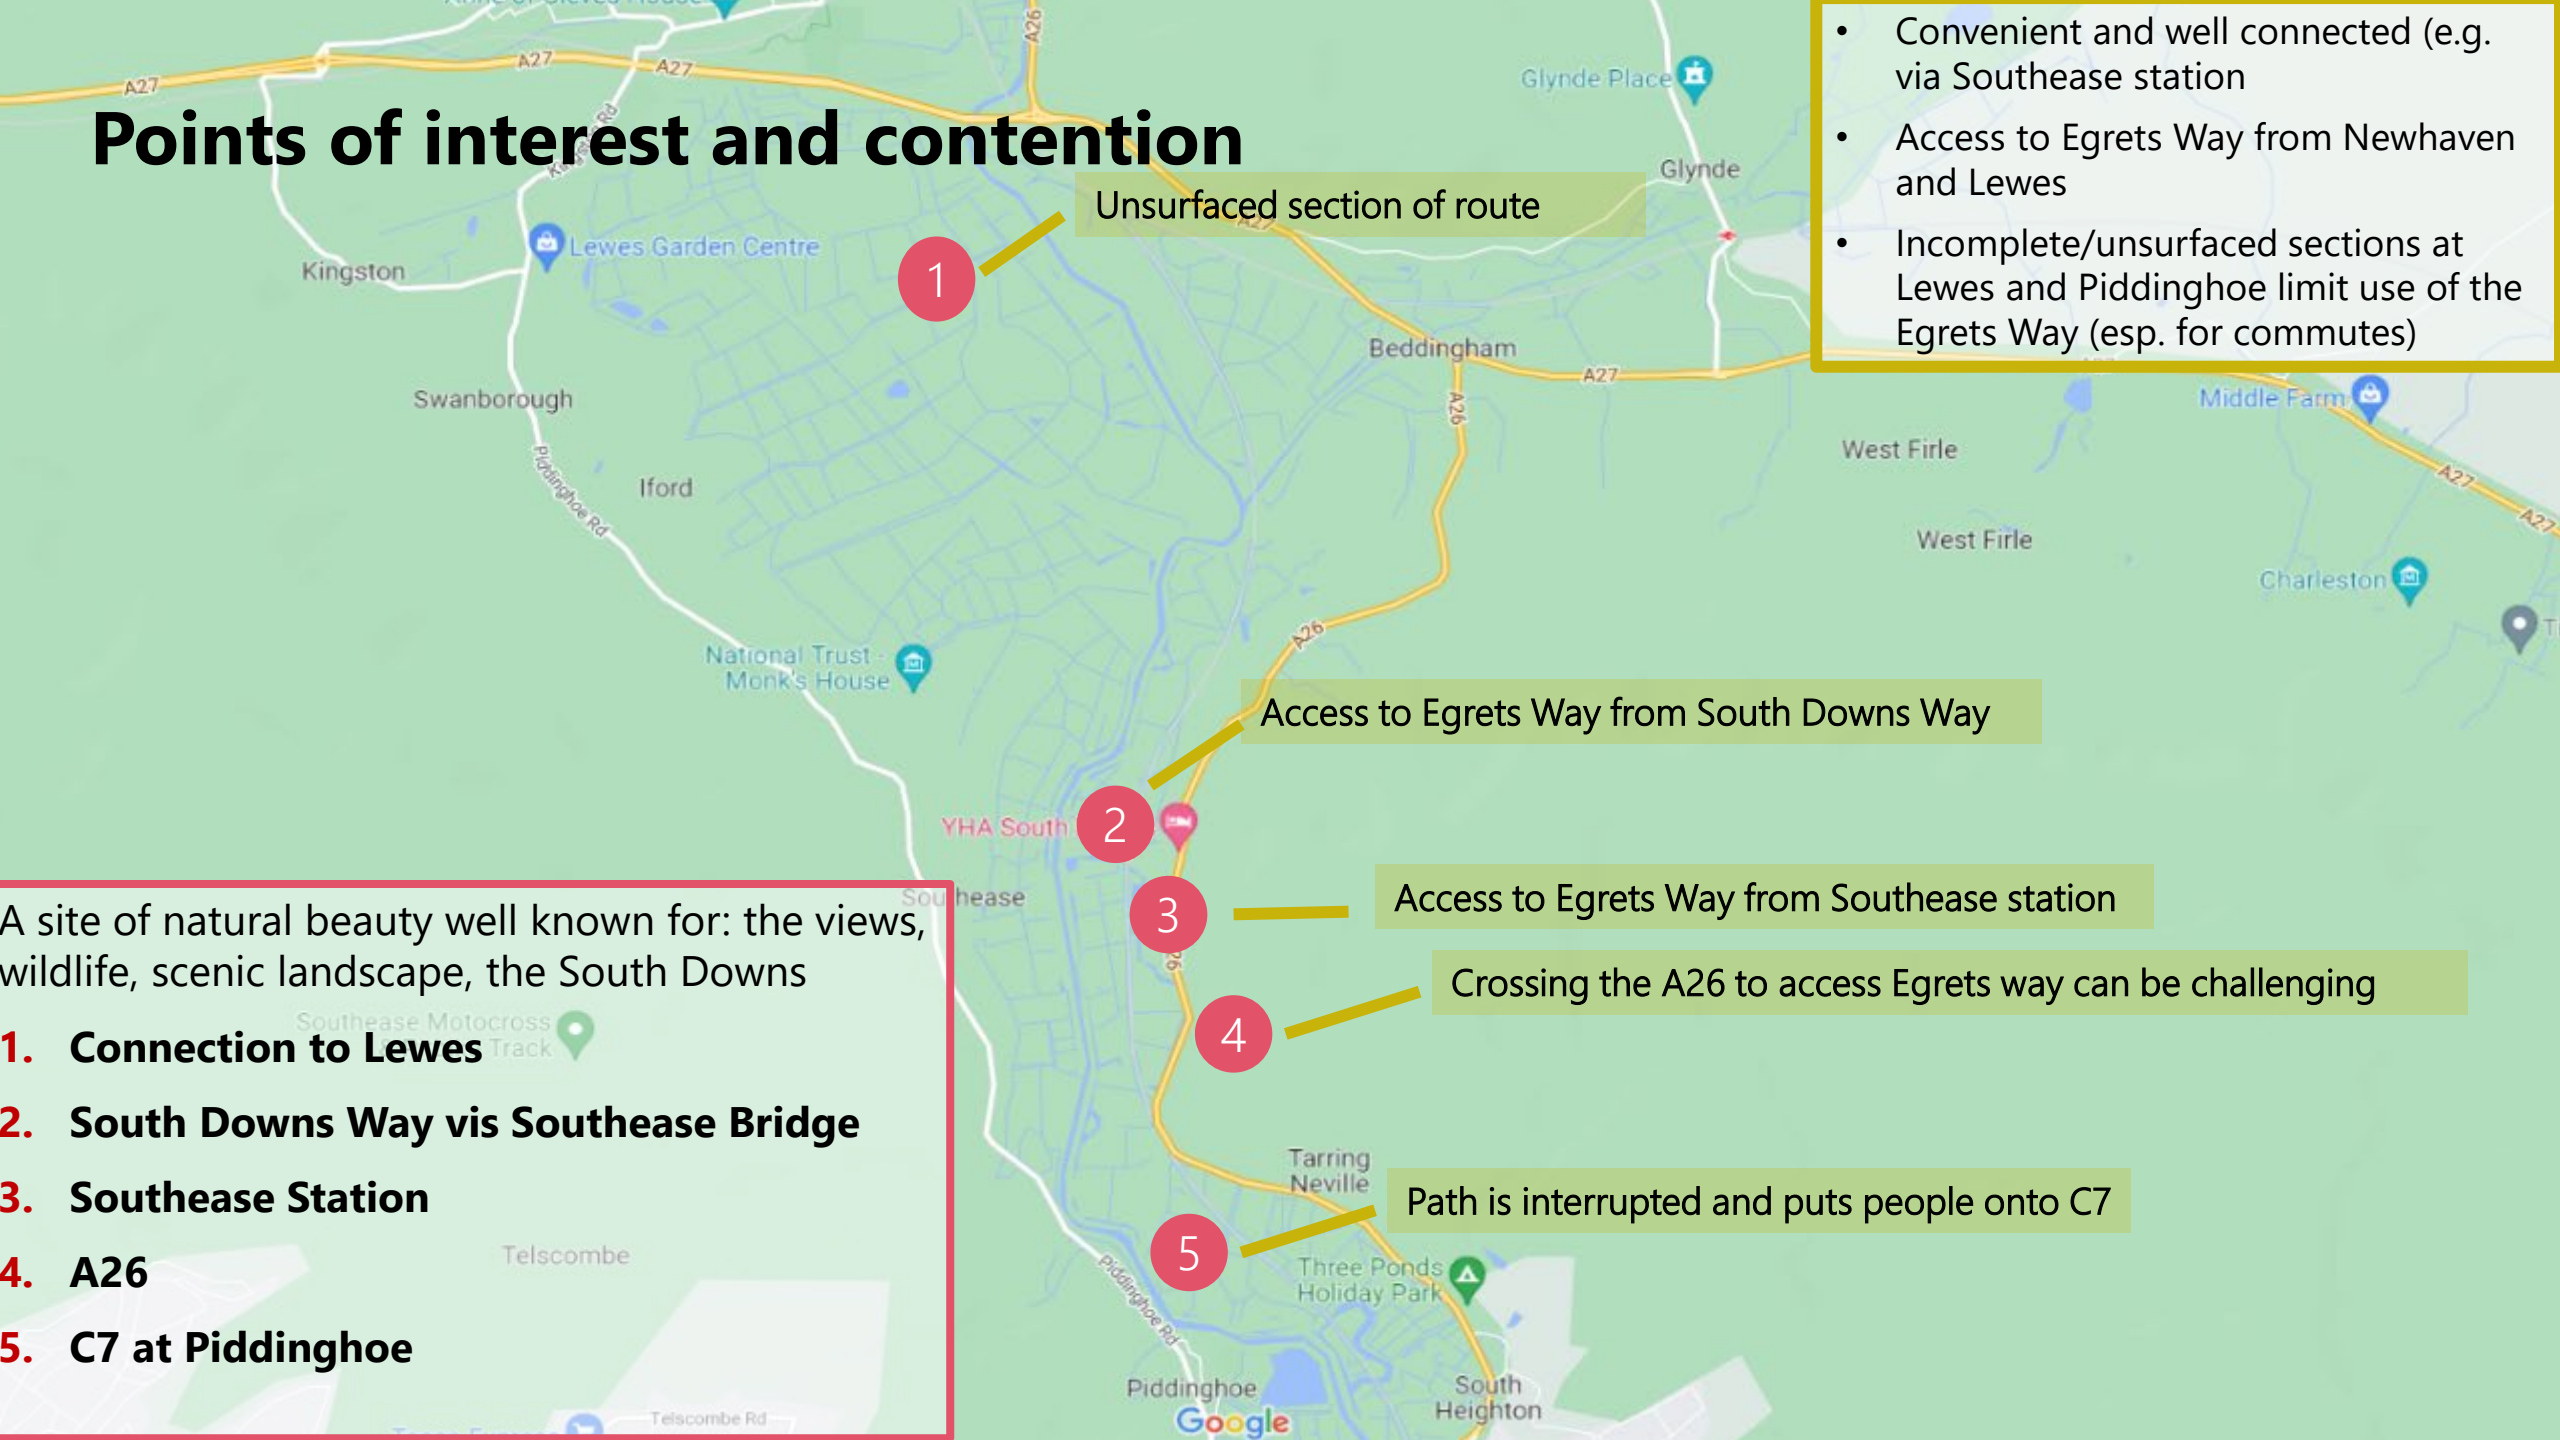 Points of interest and contention
• Convenient and well connected (e.g.
via Southease station
• Access to Egrets Way from Newhaven
and Lewes
• Incomplete/unsurfaced sections at
Lewes and Piddinghoe limit use of the
Egrets Way (esp. for commutes)
Unsurfaced section of route
Access to Egrets Way from South Downs Way
Access to Egrets Way from Southease station
Crossing the A26 to access Egrets way can be challenging
Path is interrupted and puts people onto C7
1
2
3
4
5
A site of natural beauty well known for: the views,
wildlife, scenic landscape, the South Downs
1. Connection to Lewes
2. South Downs Way vis Southease Bridge
3. Southease Station
4. A26
5. C7 at Piddinghoe
A27
A27
A27
A26
Glynde Place
Glynde
A27
Lewes Garden Centre
Kingston
Beddingham
A27
A26
Swanborough
Middle Farm
West Firle
A27
Piddinghoe Rd
Iford
A27
West Firle
Charleston
A26
National Trust -
Monk's House
YHA South
Southease
Southease Motocross
Track
Tarring
Neville
Telscombe
Three Ponds
Holiday Park
Piddinghoe Rd
Piddinghoe
South
Heighton
Telscombe Rd
Google